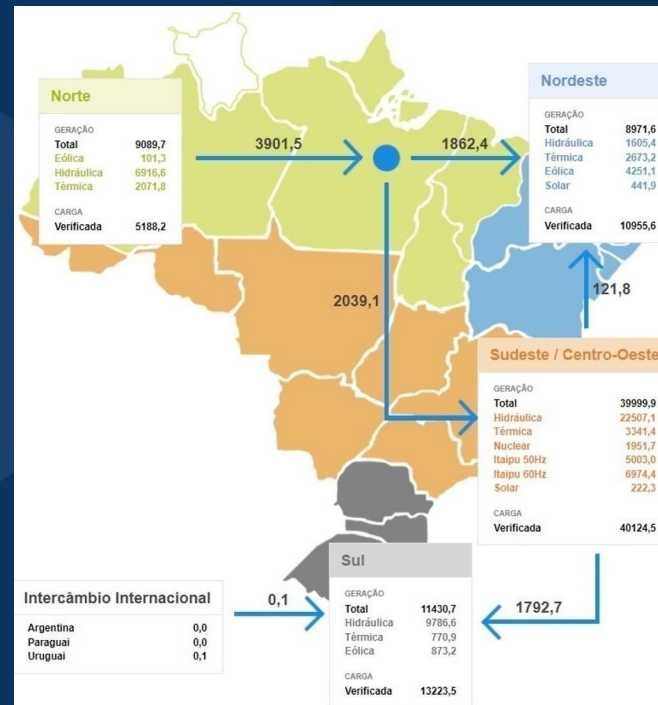 Norte
GERAÇÃO
Total 9089,7
Eólica 101,3
Hidráulica 6916,6
Térmica 2071,8
CARGA
Verificada 5188,2
3901,5
1862,4
Nordeste
GERAÇÃO
Total 8971,6
Hidráulica 1605,4
Térmica 2673,2
Eólica 4251,1
Solar 441,9
CARGA
Verificada 10955,6
2039,1
121,8
Sudeste / Centro-Oeste
GERAÇÃO
Total 39999,9
Hidráulica 22507,1
Térmica 3341,4
Nuclear 1951,7
Itaipu 50Hz 5003,0
Itaipu 60Hz 6974,4
Solar 222,3
CARGA
Verificada 40124,5
Intercâmbio Internacional
Argentina 0,0
Paraguai 0,0
Uruguai 0,1
0,1
Sul
GERAÇÃO
Total 11430,7
Hidráulica 9786,6
Térmica 770,9
Eólica 873,2
CARGA
Verificada 13223,5
1792,7